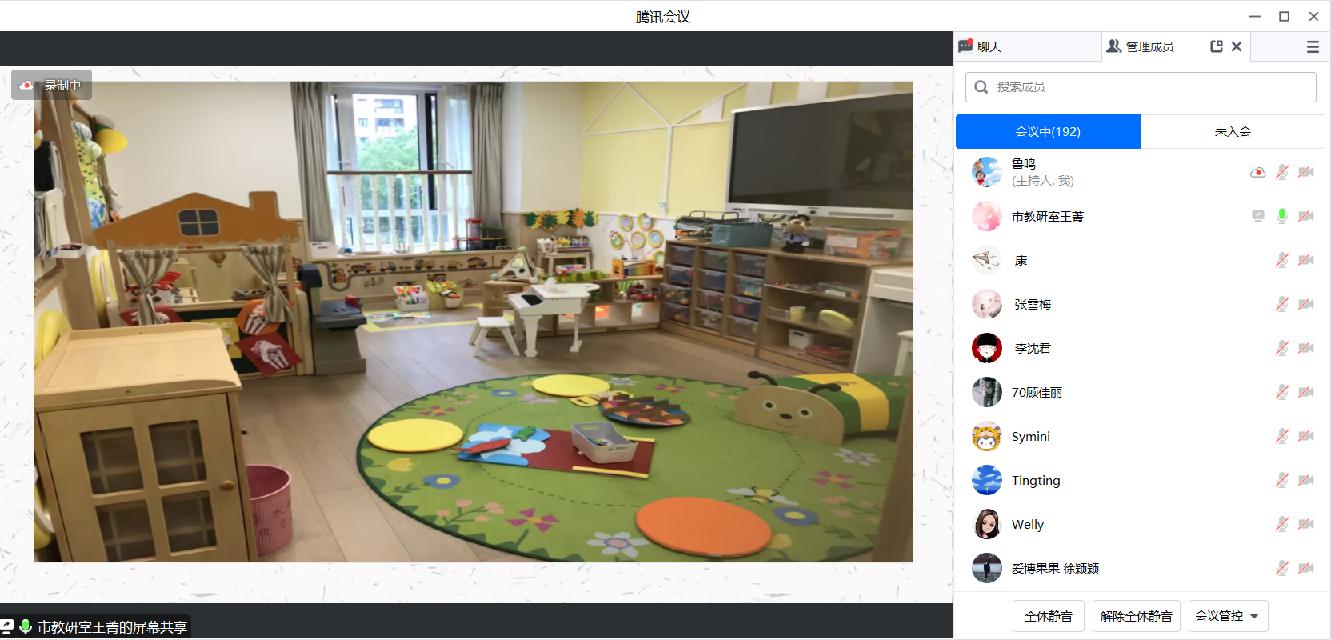 腾讯会议
录制中
聊天
管理成员
搜索成员
会议中(192)
未入会
鲁鸣
(主持人, 我)
市教研室王菁
康
张雪梅
李沈君
70顾佳丽
Symini
Tingting
Welly
爱博果果 徐颖颖
全体静音
解除全体静音
会议管控
市教研室王菁的屏幕共享